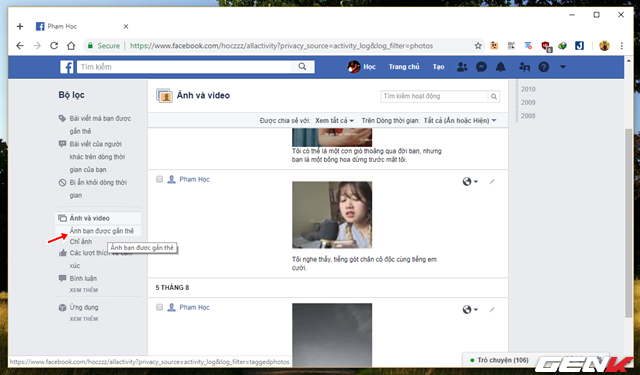 Phạm Học
Secure
https://www.facebook.com/hoczzz/allactivity?privacy_source=activity_log&log_filter=photos
Tìm kiếm
Học
Trang chủ
Tạo
Bộ lọc
Bài viết mà bạn được
gắn thẻ
Bài viết của người
khác trên dòng thời
gian của bạn
Bị ẩn khỏi dòng thời
gian
Ảnh và video
Ảnh bạn được gắn thẻ
Ảnh bạn được gắn thẻ
Chỉ ảnh
Các lượt thích và cảm
xúc
Bình luận
XEM THÊM
Ứng dụng
XEM THÊM
Ảnh và video
Tìm kiếm hoạt động
Được chia sẻ với: Xem tất cả
Trên Dòng thời gian: Tất cả (Ẩn hoặc Hiện)
Tôi có thể là một cơn gió thoảng qua đời bạn, nhưng
bạn là một bông hoa dừng trước mắt tôi.
Phạm Học
Tôi nghe thấy, tiếng gót chân cô độc cùng tiếng em
cười.
5 THÁNG 8
Phạm Học
2010
2009
2008
Trò chuyện (106)
https://www.facebook.com/hoczzz/allactivity?privacy_source=activity_log&log_filter=taggedphotos
GENK